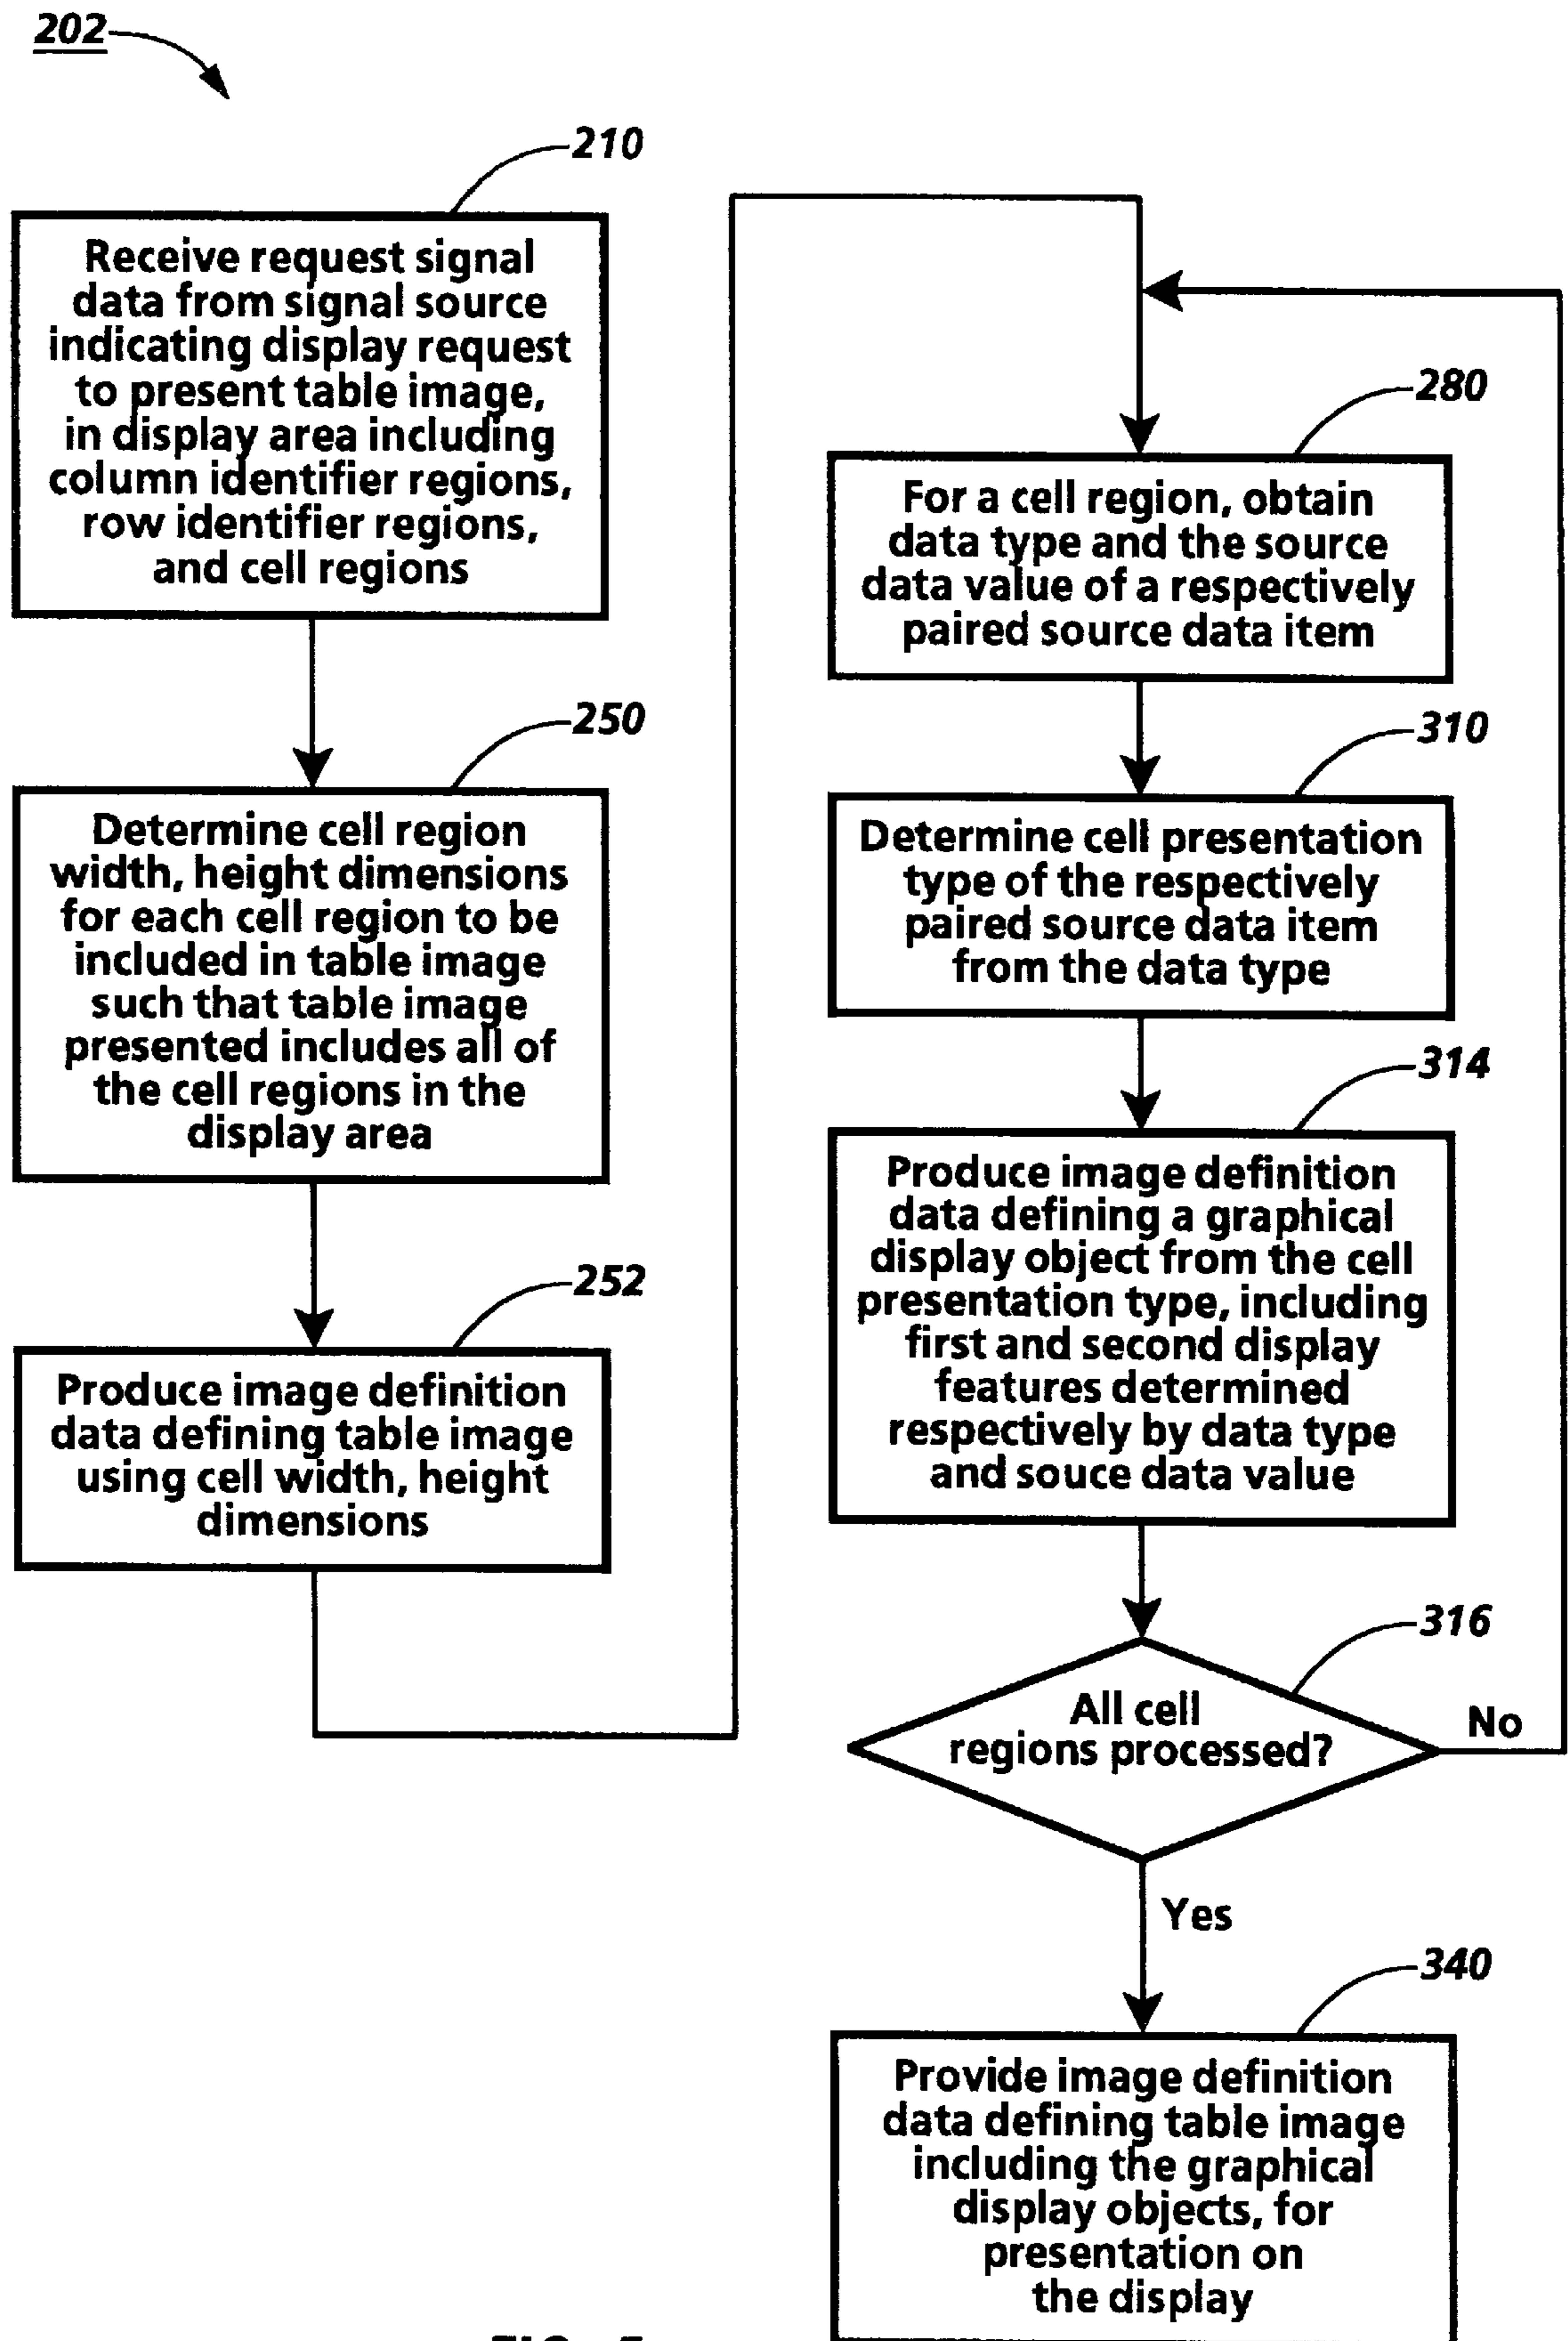 202
210
Receive request signal
data from signal source
indicating display request
to present table image,
in display area including
column identifier regions,
row identifier regions,
and cell regions
250
Determine cell region
width, height dimensions
for each cell region to be
included in table image
such that table image
presented includes all of
the cell regions in the
display area
252
Produce image definition
data defining table image
using cell width, height
dimensions
280
For a cell region, obtain
data type and the source
data value of a respectively
paired source data item
310
Determine cell presentation
type of the respectively
paired source data item
from the data type
314
Produce image definition
data defining a graphical
display object from the cell
presentation type, including
first and second display
features determined
respectively by data type
and souce data value
316
All cell
regions processed?
No
Yes
340
Provide image definition
data defining table image
including the graphical
display objects, for
presentation on
the display